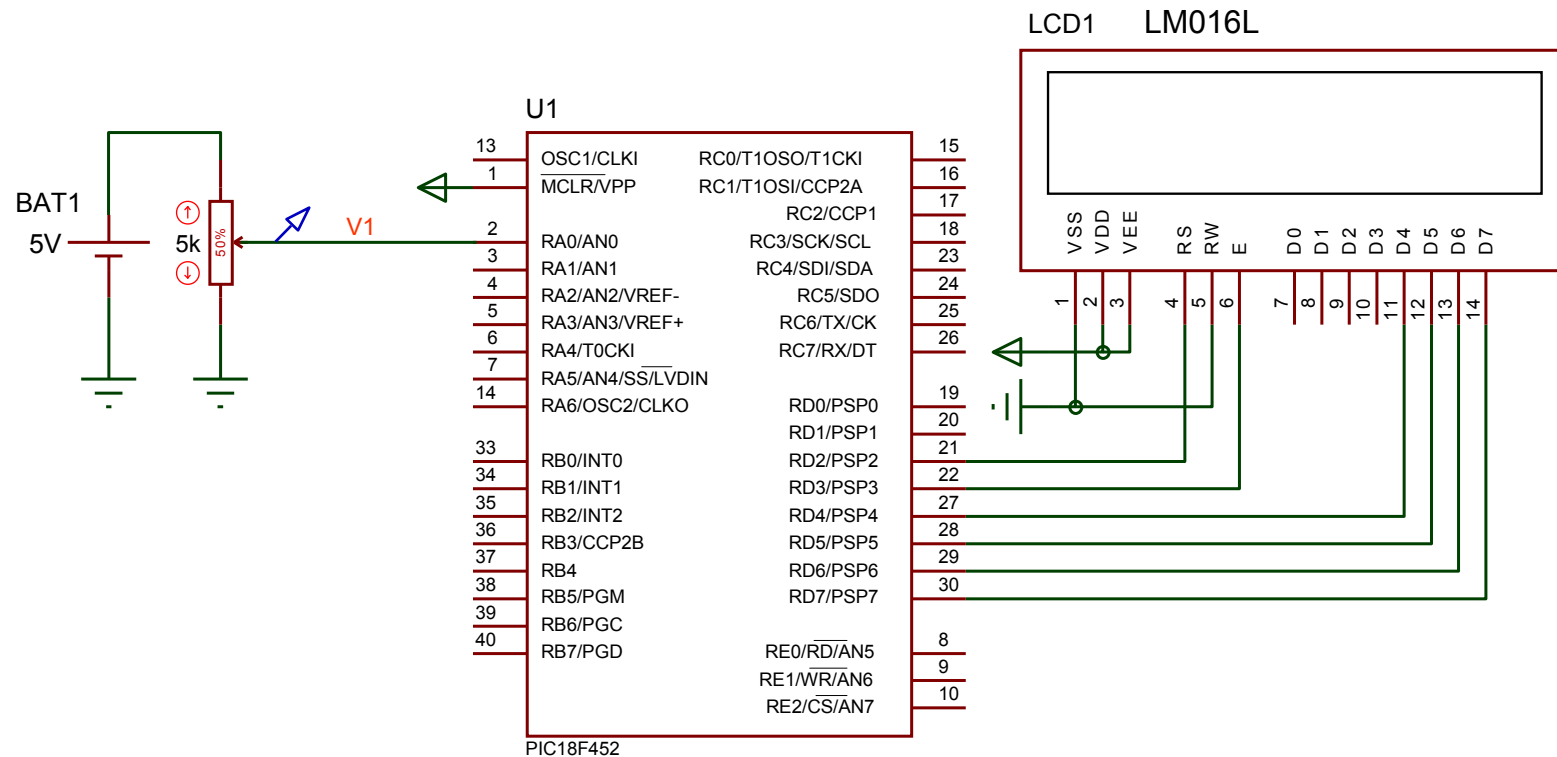 LCD1 LM016L
U1
BAT1
5V
5k
50%
V1
13 OSC1/CLKI
1 MCLR/VPP
2 RA0/AN0
3 RA1/AN1
4 RA2/AN2/VREF-
5 RA3/AN3/VREF+
6 RA4/T0CKI
7 RA5/AN4/SS/LVDIN
14 RA6/OSC2/CLKO
33 RB0/INT0
34 RB1/INT1
35 RB2/INT2
36 RB3/CCP2B
37 RB4
38 RB5/PGM
39 RB6/PGC
40 RB7/PGD
RC0/T1OSO/T1CKI 15
RC1/T1OSI/CCP2A 16
RC2/CCP1 17
RC3/SCK/SCL 18
RC4/SDI/SDA 23
RC5/SDO 24
RC6/TX/CK 25
RC7/RX/DT 26
RD0/PSP0 19
RD1/PSP1 20
RD2/PSP2 21
RD3/PSP3 22
RD4/PSP4 27
RD5/PSP5 28
RD6/PSP6 29
RD7/PSP7 30
RE0/RD/AN5 8
RE1/WR/AN6 9
RE2/CS/AN7 10
PIC18F452
VSS 1
VDD 2
VEE 3
RS 4
RW 5
E 6
D0 7
D1 8
D2 9
D3 10
D4 11
D5 12
D6 13
D7 14